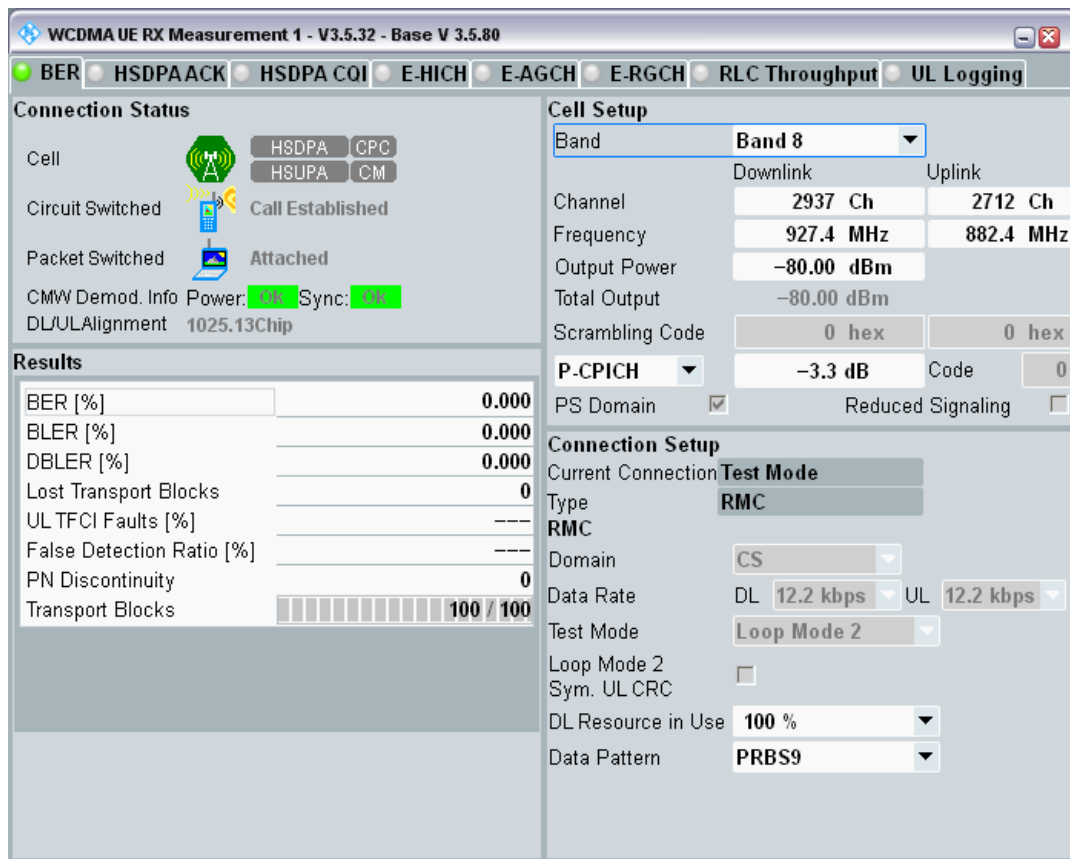 WCDMA UE RX Measurement 1 - V3.5.32 - Base V 3.5.80
BER HSDPA ACK HSDPA CQI E-HICH E-AGCH E-RGCH RLC Throughput UL Logging
Connection Status
Cell HSDPA CPC
HSUPA CM
Circuit Switched Call Established
Packet Switched Attached
CMW Demod. Info Power: Ok Sync: Ok
DL/ULAlignment 1025.13Chip
Results
BER [%] 0.000
BLER [%] 0.000
DBLER [%] 0.000
Lost Transport Blocks 0
UL TFCI Faults [%] ---
False Detection Ratio [%] ---
PN Discontinuity 0
Transport Blocks 100 / 100
Cell Setup
Band Band 8
Downlink Uplink
Channel 2937 Ch 2712 Ch
Frequency 927.4 MHz 882.4 MHz
Output Power -80.00 dBm
Total Output -80.00 dBm
Scrambling Code 0 hex 0 hex
P-CPICH -3.3 dB Code 0
PS Domain Reduced Signaling
Connection Setup
Current Connection Test Mode
Type RMC
RMC
Domain CS
Data Rate DL 12.2 kbps UL 12.2 kbps
Test Mode Loop Mode 2
Loop Mode 2
Sym. UL CRC
DL Resource in Use 100 %
Data Pattern PRBS9